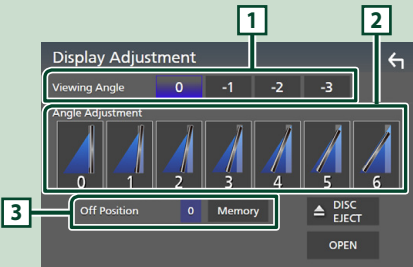 1
2
Display Adjustment
Viewing Angle 0 -1 -2 -3
Angle Adjustment
0 1 2 3 4 5 6
3
Off Position 0 Memory
DISC
EJECT
OPEN